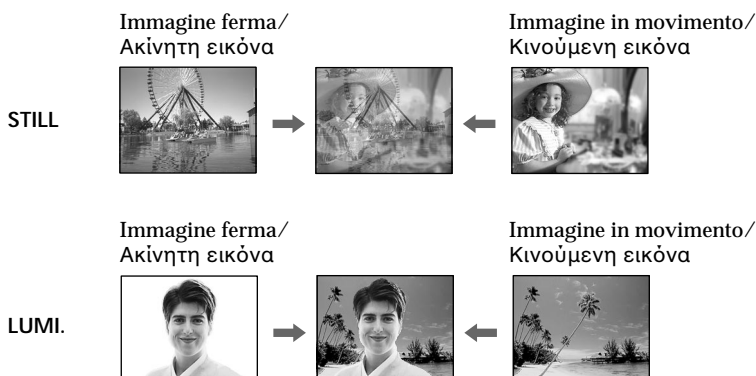 Immagine ferma/
Ακίνητη εικόνα
Immagine in movimento/
Κινούμενη εικόνα
STILL
Immagine ferma/
Ακίνητη εικόνα
Immagine in movimento/
Κινούμενη εικόνα
LUMI.